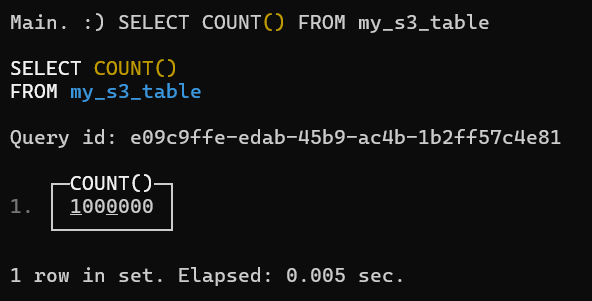 Main. :) SELECT COUNT() FROM my_s3_table
SELECT COUNT()
FROM my_s3_table
Query id: e09c9ffe-edab-45b9-ac4b-1b2ff57c4e81
COUNT()
1. 1000000
1 row in set. Elapsed: 0.005 sec.